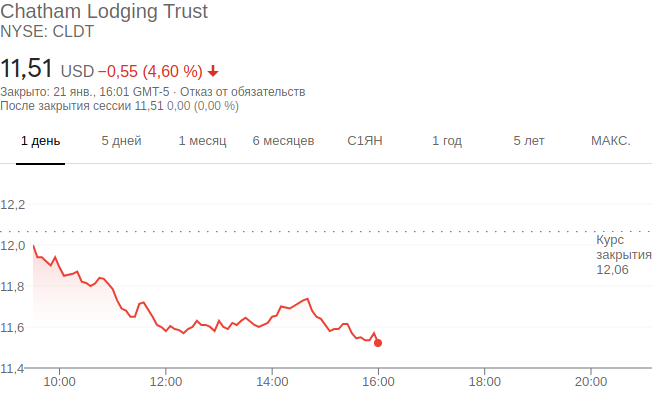 Chatham Lodging Trust
NYSE: CLDT
11,51 USD −0,55 (4,60 %)
Закрыто: 21 янв., 16:01 GMT-5 · Отказ от обязательств
После закрытия сессии 11,51 0,00 (0,00 %)
1 день 5 дней 1 месяц 6 месяцев С1ЯН 1 год 5 лет МАКС.
12,2
Курс
закрытия
12,06
12,0
11,8
11,6
11,4
10:00 12:00 14:00 16:00 18:00 20:00